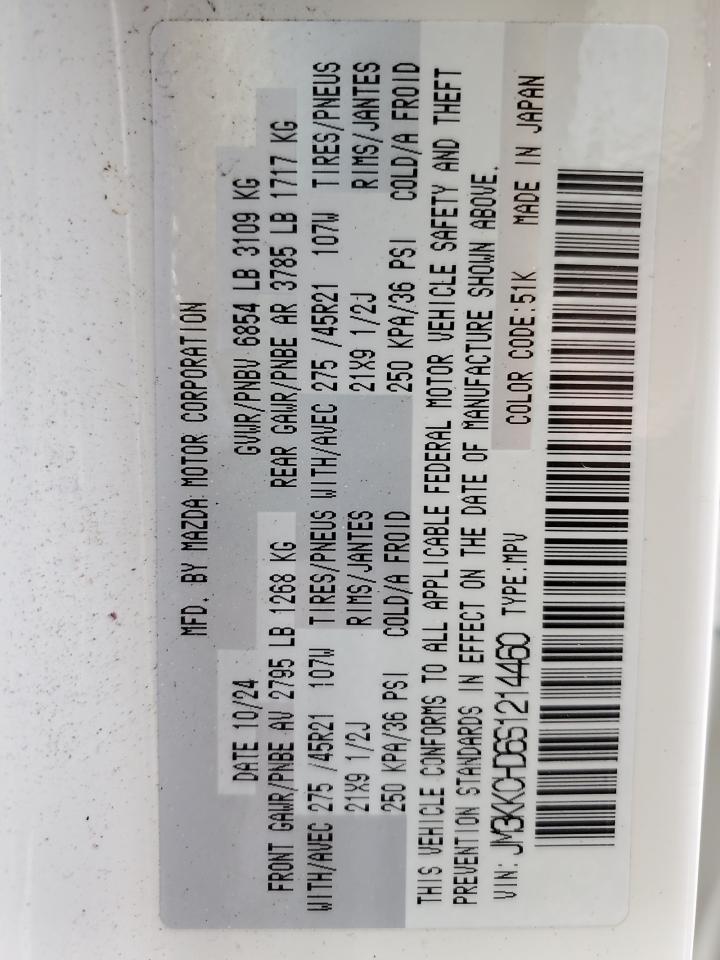 MFD. BY MAZDA MOTOR CORPORATION
DATE 10/24 GVWR/PNBV 6854 LB 3109 KG
FRONT GAWR/PNBE AV 2795 LB 1268 KG REAR GAWR/PNBE AR 3785 LB 1717 KG
WITH/AVEC 275 /45R21 107W TIRES/PNEUS WITH/AVEC 275 /45R21 107W TIRES/PNEUS
21X9 1/2J RIMS/JANTES 21X9 1/2J RIMS/JANTES
250 KPA/36 PSI COLD/A FROID 250 KPA/36 PSI COLD/A FROID
THIS VEHICLE CONFORMS TO ALL APPLICABLE FEDERAL MOTOR VEHICLE SAFETY AND THEFT
PREVENTION STANDARDS IN EFFECT ON THE DATE OF MANUFACTURE SHOWN ABOVE.
VIN: JM3KKCHD6S1214460 TYPE:MPV COLOR CODE:51K MADE IN JAPAN